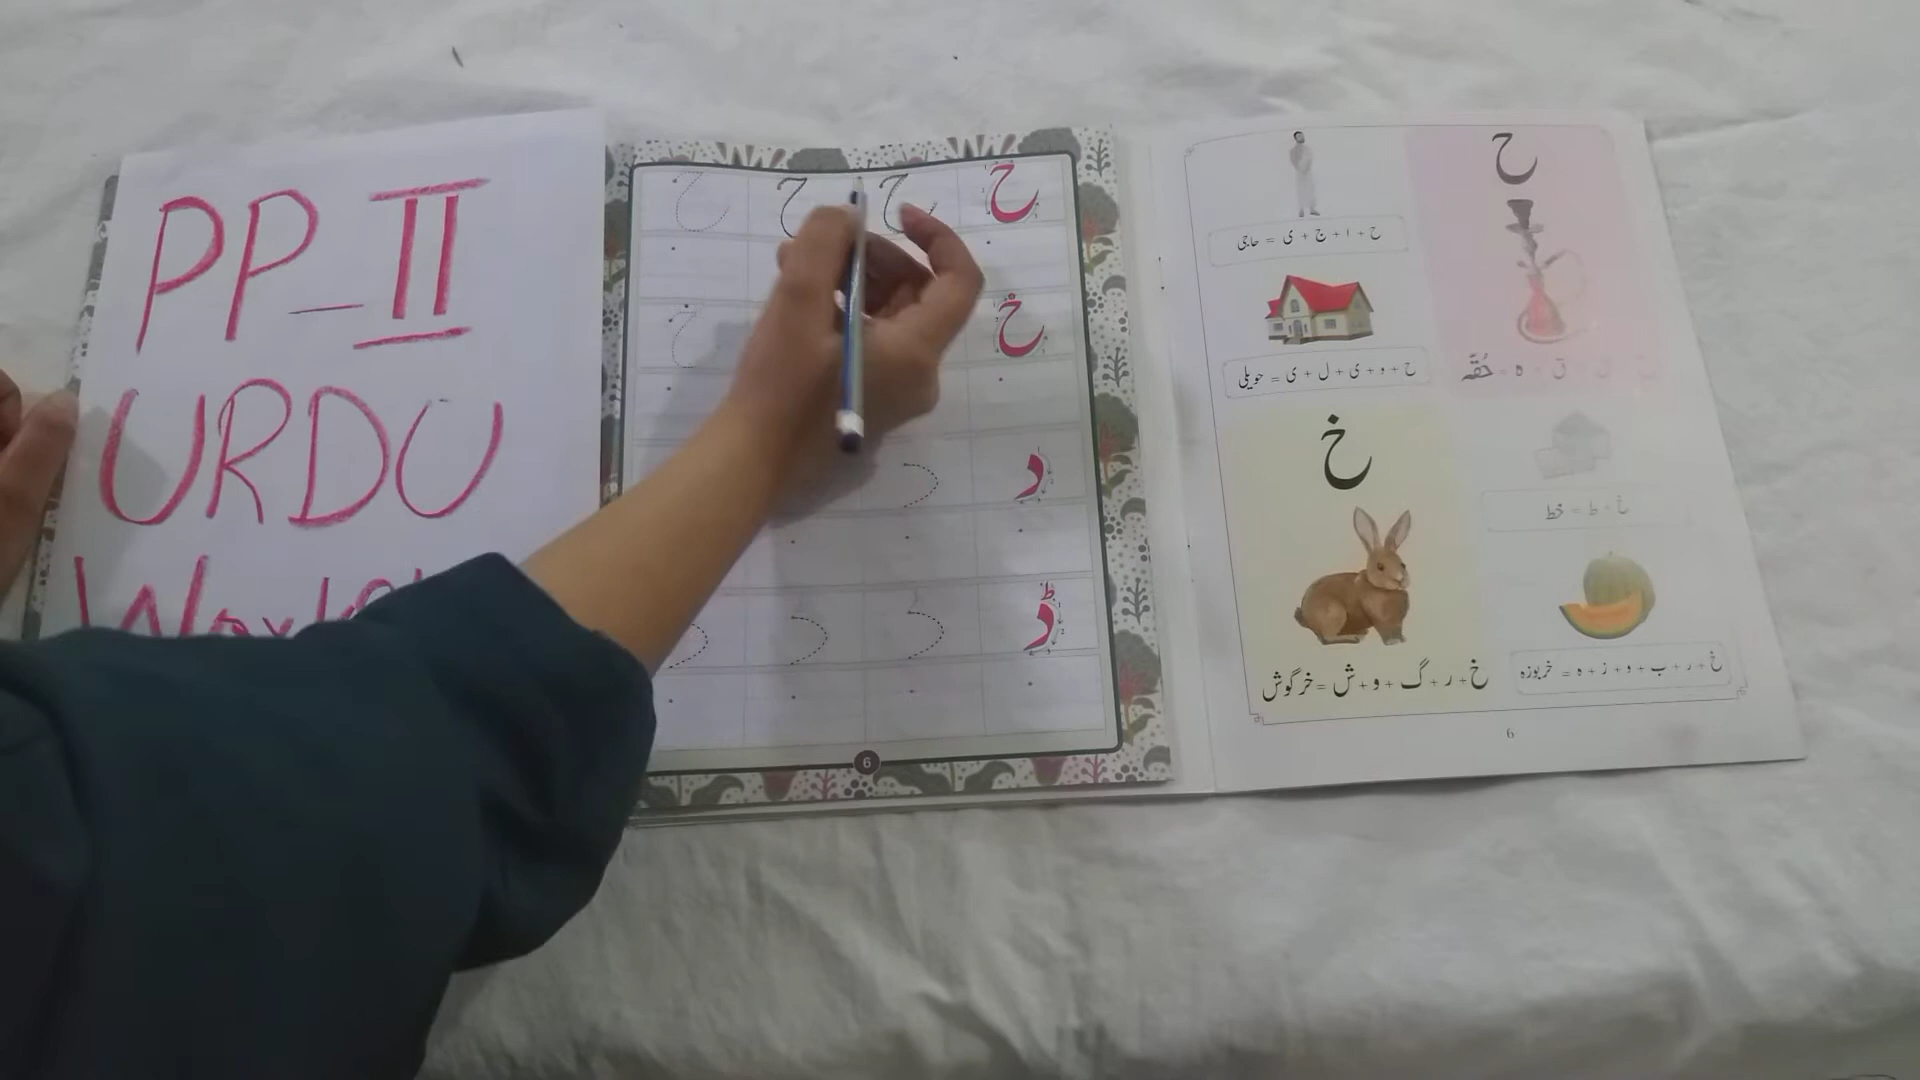 PP_II
URDU
ح ح ح ح
خ خ
د د
ڈ د د د
6
ح
ح + ا + ج + ی = حاجی
ق + ہ = حُقّہ
ح + و + ی + ل + ی = حویلی
خ
خ + ط = خط
خ + ر + گ + و + ش = خرگوش
خ + ر + ب + و + ز + ہ = خربوزہ
6